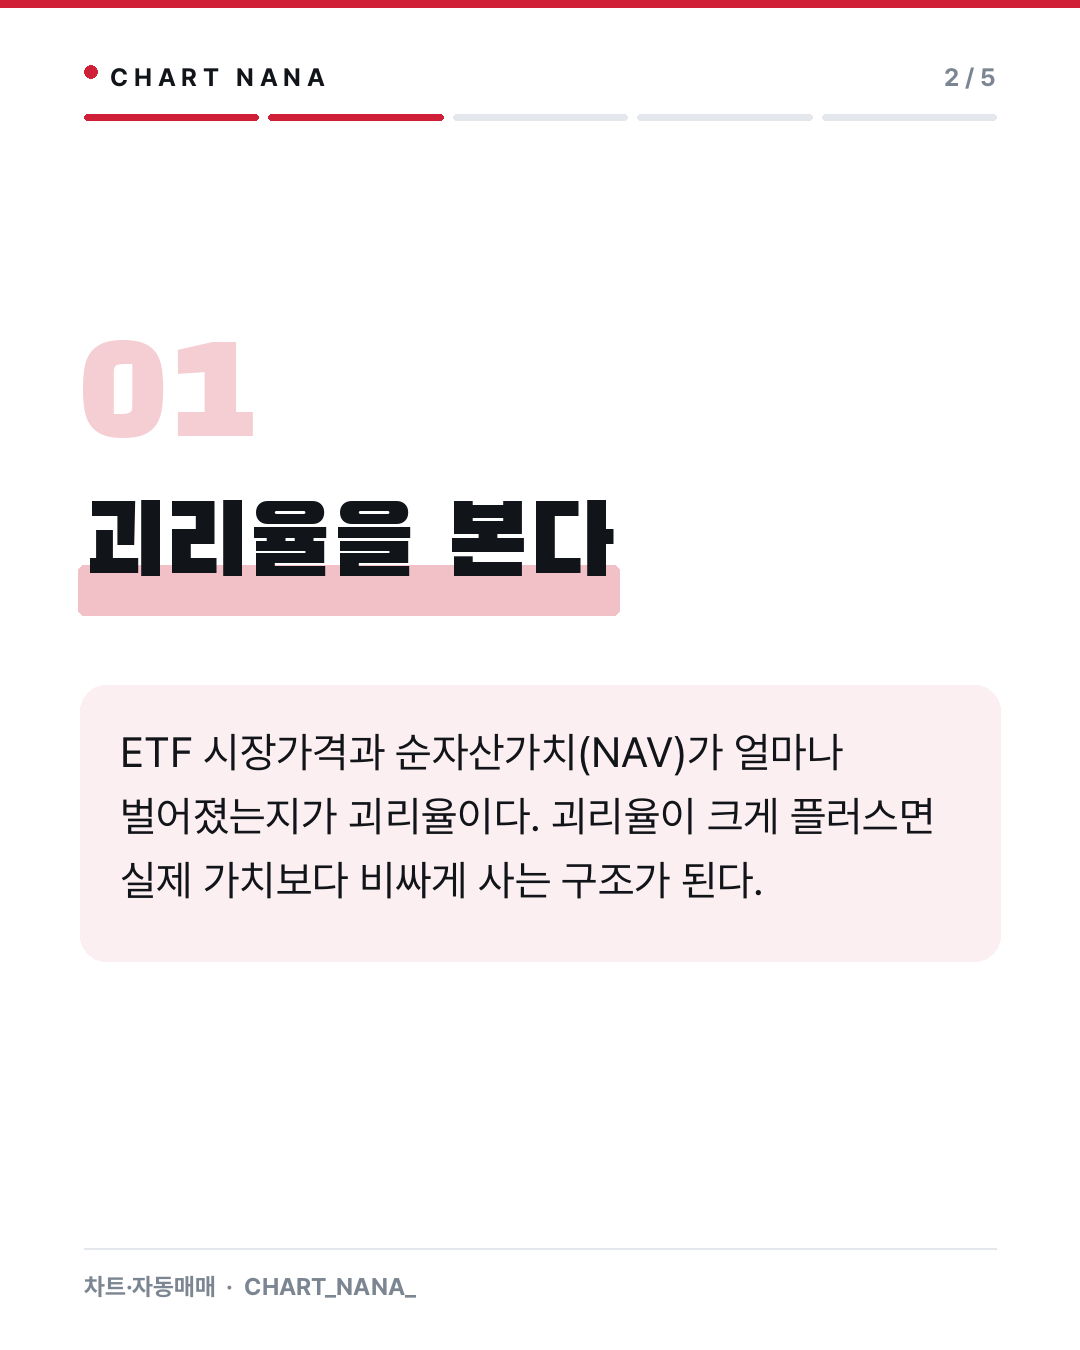 CHART NANA
2 / 5
01
괴리율을 본다
ETF 시장가격과 순자산가치(NAV)가 얼마나
벌어졌는지가 괴리율이다. 괴리율이 크게 플러스면
실제 가치보다 비싸게 사는 구조가 된다.
차트·자동매매 · CHART_NANA_